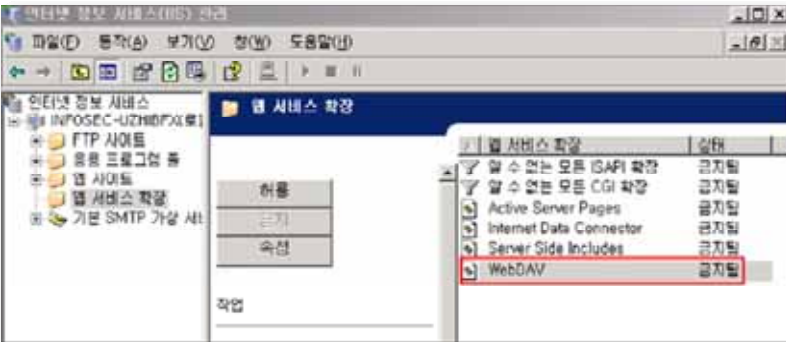 인터넷 정보 서비스(IIS) 관리
파일(F) 동작(A) 보기(V) 창(W) 도움말(H)
인터넷 정보 서비스
INFOSEC-UZHIBFX(로
FTP 사이트
응용 프로그램 풀
웹 사이트
웹 서비스 확장
기본 SMTP 가상 서
웹 서비스 확장
허용
금지
속성
작업
웹 서비스 확장 상태
알 수 없는 모든 ISAPI 확장 금지됨
알 수 없는 모든 CGI 확장 금지됨
Active Server Pages 금지됨
Internet Data Connector 금지됨
Server Side Includes 금지됨
WebDAV 금지됨